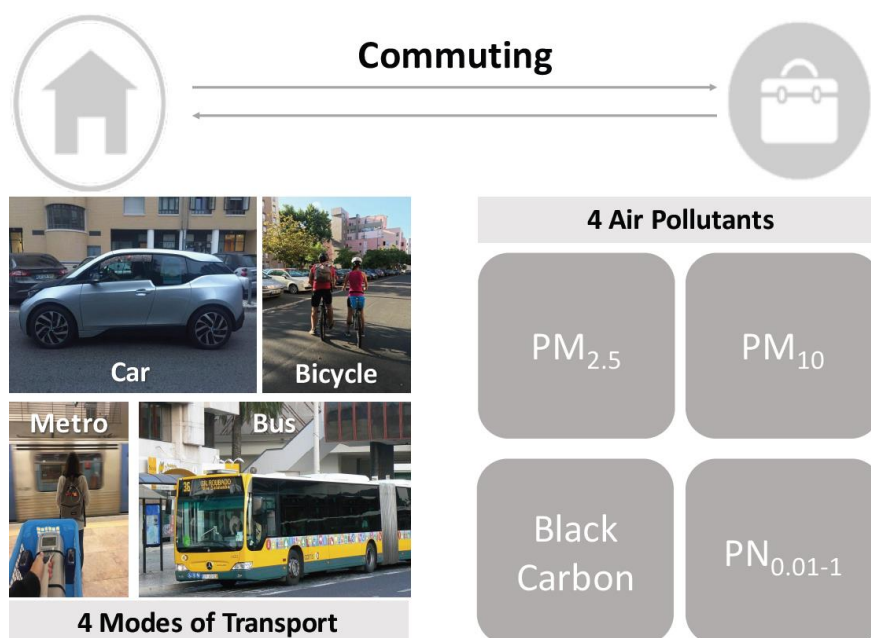 Commuting
Car
Bicycle
Metro
Bus
36
4 Modes of Transport
4 Air Pollutants
PM2.5
PM10
Black
Carbon
PN0.01-1